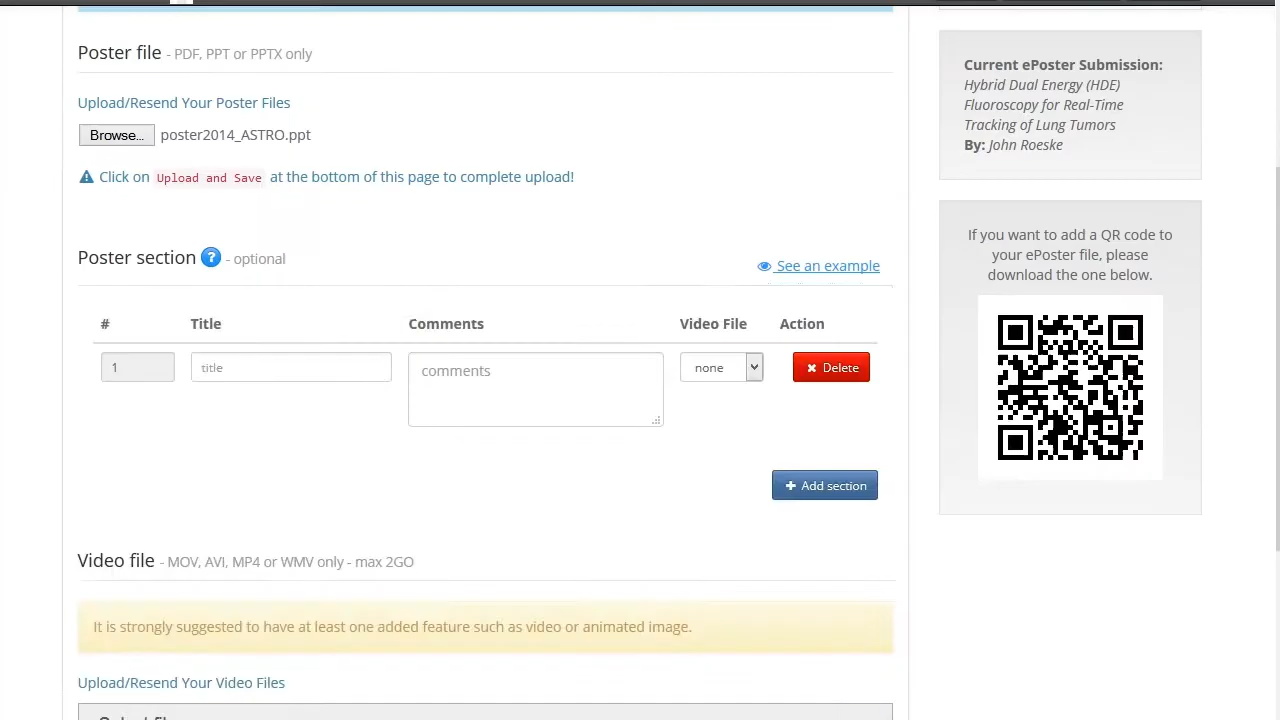 Poster file - PDF, PPT or PPTX only
Upload/Resend Your Poster Files
Browse... poster2014_ASTRO.ppt
Click on Upload and Save at the bottom of this page to complete upload!
Poster section ? - optional
See an example
# Title Comments Video File Action
1 title comments none Delete
Add section
Video file - MOV, AVI, MP4 or WMV only - max 2GO
It is strongly suggested to have at least one added feature such as video or animated image.
Upload/Resend Your Video Files
Current ePoster Submission:
Hybrid Dual Energy (HDE)
Fluoroscopy for Real-Time
Tracking of Lung Tumors
By: John Roeske
If you want to add a QR code to
your ePoster file, please
download the one below.